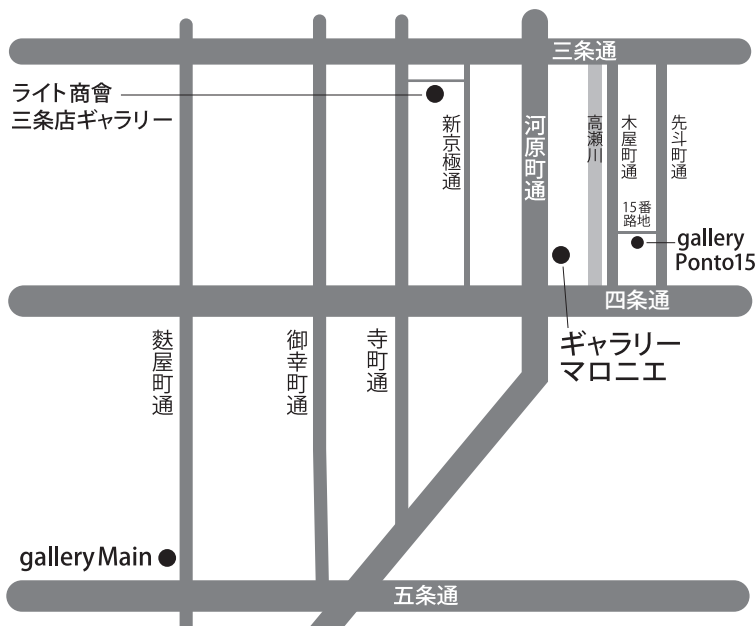 三条通
ライト商會
三条店ギャラリー
新京極通
河原町通
高瀬川
木屋町通
先斗町通
15番
路地
gallery
Ponto15
四条通
ギャラリー
マロニエ
麩屋町通
御幸町通
寺町通
gallery Main
五条通